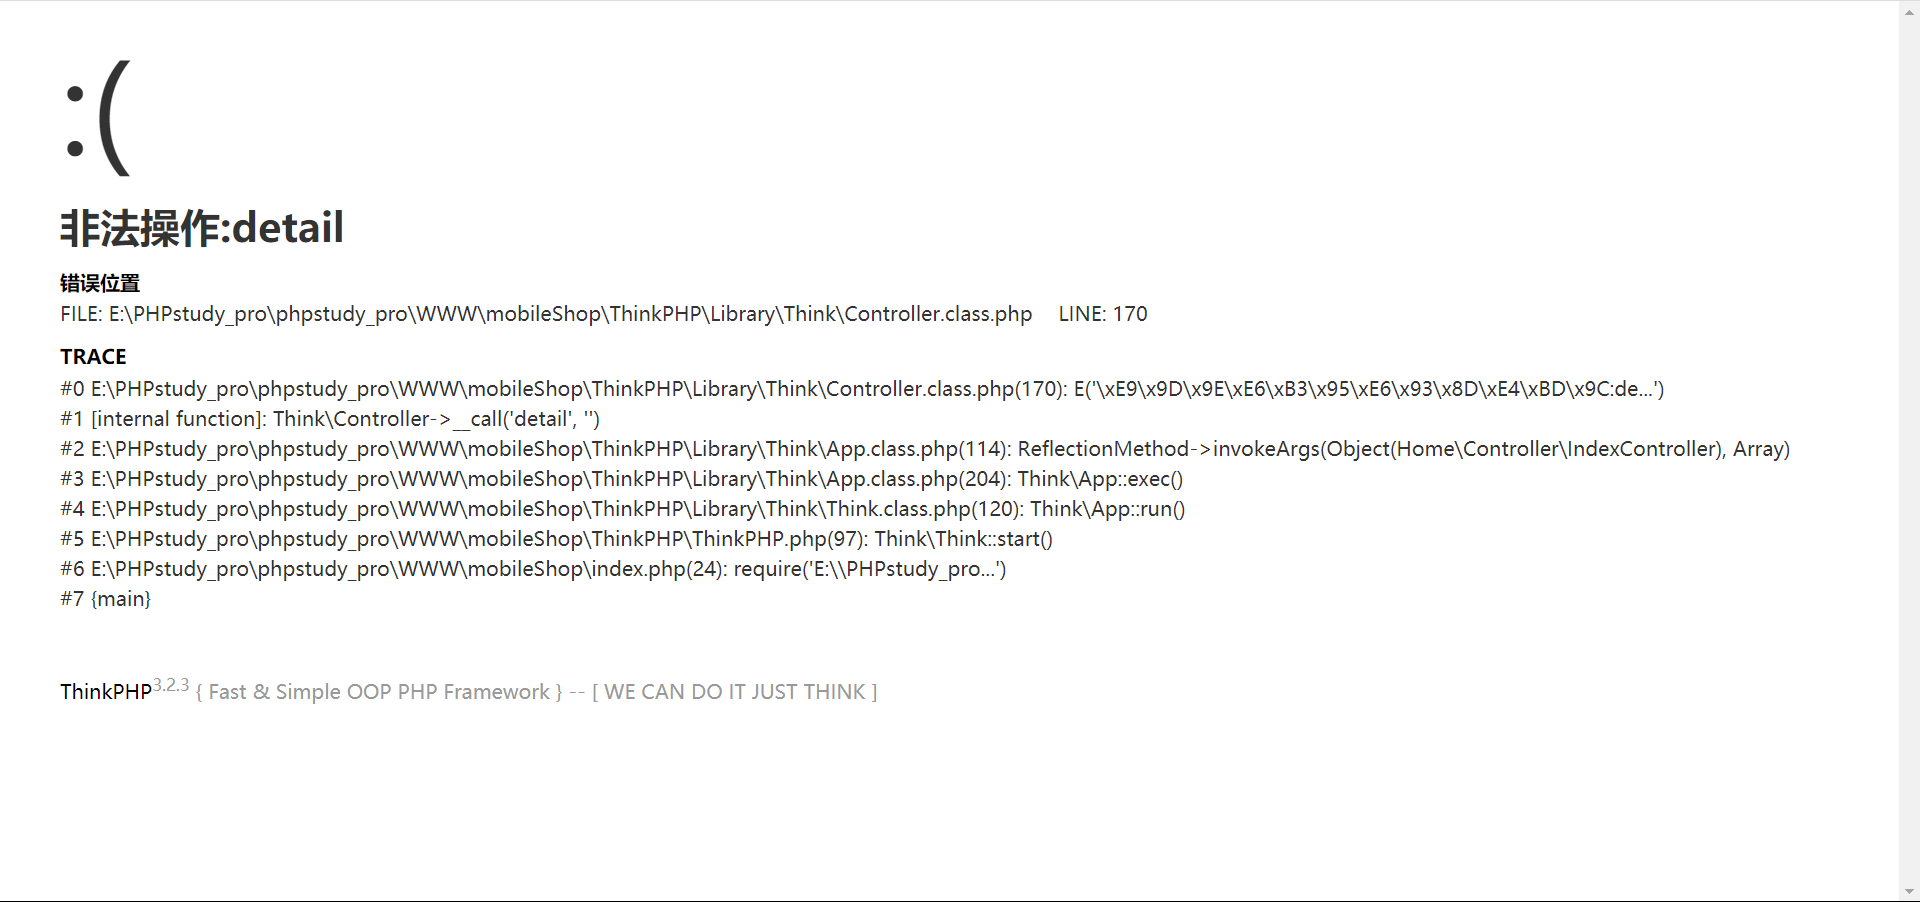 :(
非法操作:detail
错误位置
FILE: E:\PHPstudy_pro\phpstudy_pro\WWW\mobileShop\ThinkPHP\Library\Think\Controller.class.php LINE: 170
TRACE
#0 E:\PHPstudy_pro\phpstudy_pro\WWW\mobileShop\ThinkPHP\Library\Think\Controller.class.php(170): E('\xE9\x9D\x9E\xE6\xB3\x95\xE6\x93\x8D\xE4\xBD\x9C:de...')
#1 [internal function]: Think\Controller->__call('detail', '')
#2 E:\PHPstudy_pro\phpstudy_pro\WWW\mobileShop\ThinkPHP\Library\Think\App.class.php(114): ReflectionMethod->invokeArgs(Object(Home\Controller\IndexController), Array)
#3 E:\PHPstudy_pro\phpstudy_pro\WWW\mobileShop\ThinkPHP\Library\Think\App.class.php(204): Think\App::exec()
#4 E:\PHPstudy_pro\phpstudy_pro\WWW\mobileShop\ThinkPHP\Library\Think\Think.class.php(120): Think\App::run()
#5 E:\PHPstudy_pro\phpstudy_pro\WWW\mobileShop\ThinkPHP\ThinkPHP.php(97): Think\Think::start()
#6 E:\PHPstudy_pro\phpstudy_pro\WWW\mobileShop\index.php(24): require('E:\\PHPstudy_pro...')
#7 {main}
ThinkPHP3.2.3 { Fast & Simple OOP PHP Framework } -- [ WE CAN DO IT JUST THINK ]